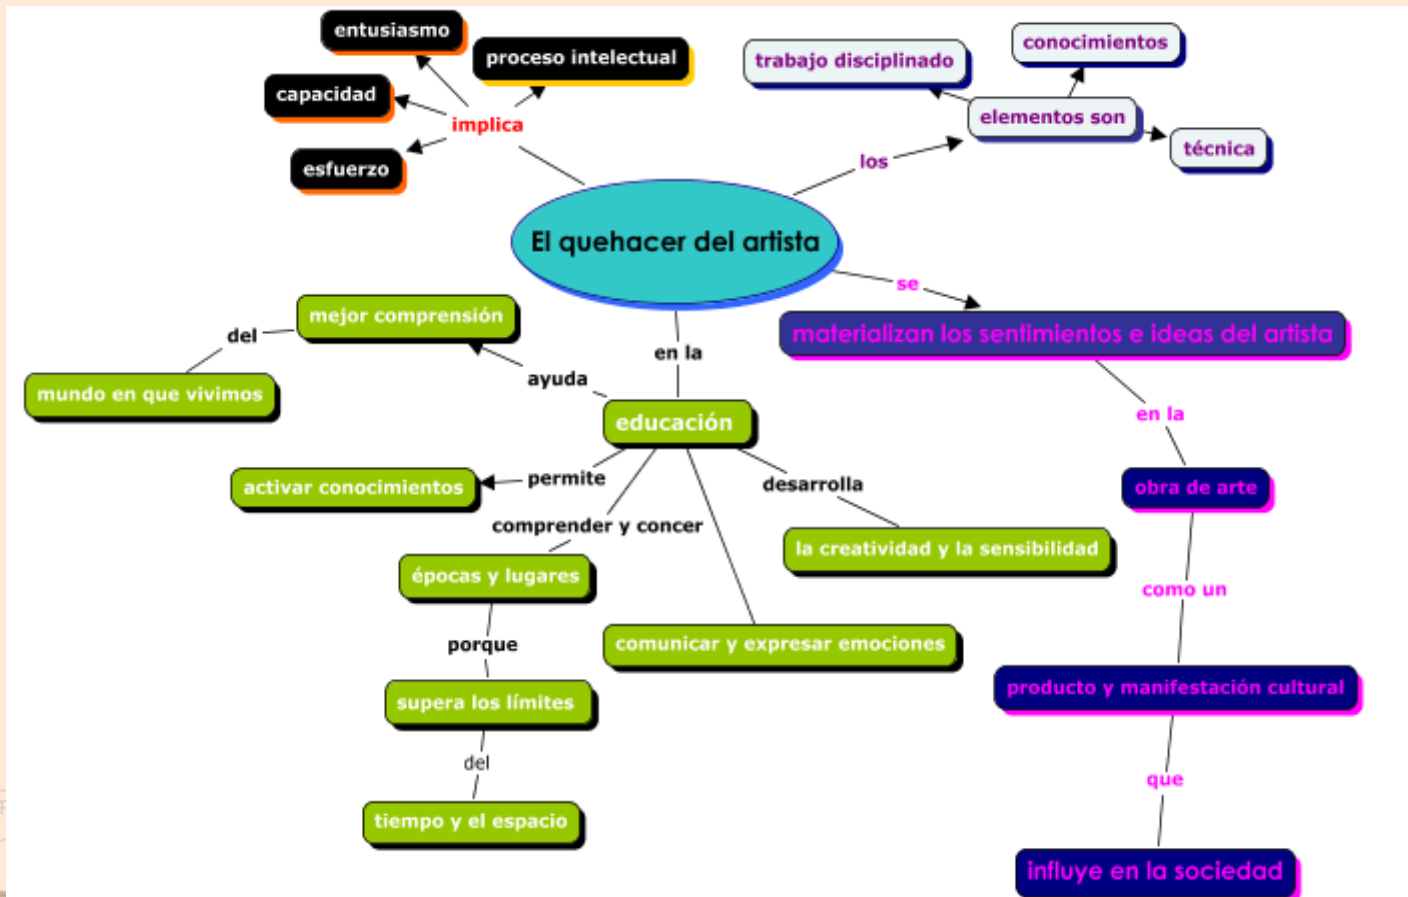 entusiasmo
proceso intelectual
capacidad
implica
esfuerzo
trabajo disciplinado
conocimientos
elementos son
técnica
los
El quehacer del artista
se
materializan los sentimientos e ideas del artista
en la
obra de arte
como un
producto y manifestación cultural
que
influye en la sociedad
en la
educación
ayuda
mejor comprensión
del
mundo en que vivimos
permite
activar conocimientos
comprender y concer
épocas y lugares
porque
supera los límites
del
tiempo y el espacio
comunicar y expresar emociones
desarrolla
la creatividad y la sensibilidad